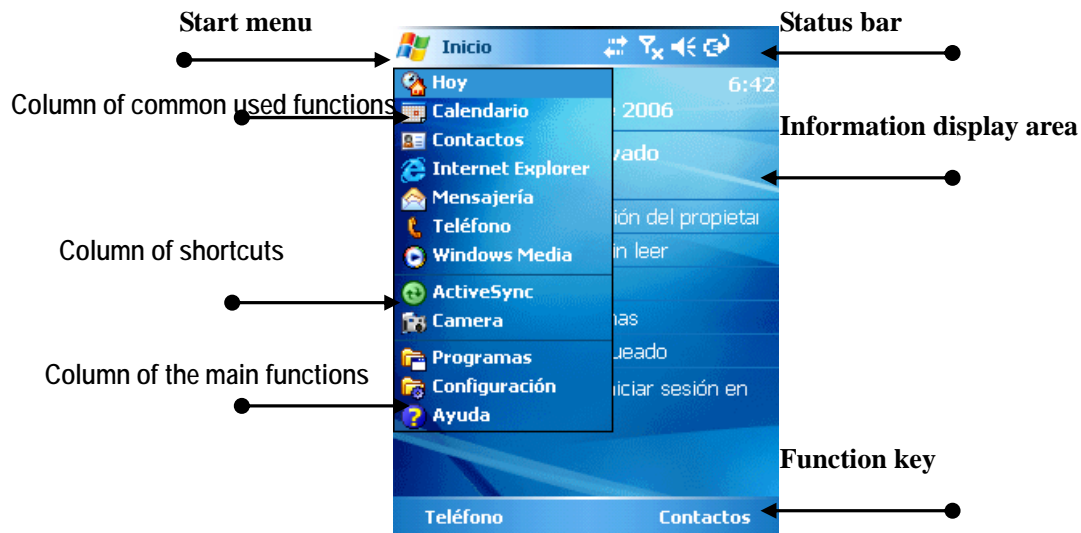 Start menu
Status bar
Inicio
Hoy
6:42
Column of common used functions
Calendario
2006
Contactos
vado
Information display area
Internet Explorer
Mensajería
Teléfono
ión del propietar
Column of shortcuts
Windows Media
in leer
ActiveSync
Camera
nas
Programas
ueado
Column of the main functions
Configuración
iciar sesión en
Ayuda
Function key
Teléfono
Contactos